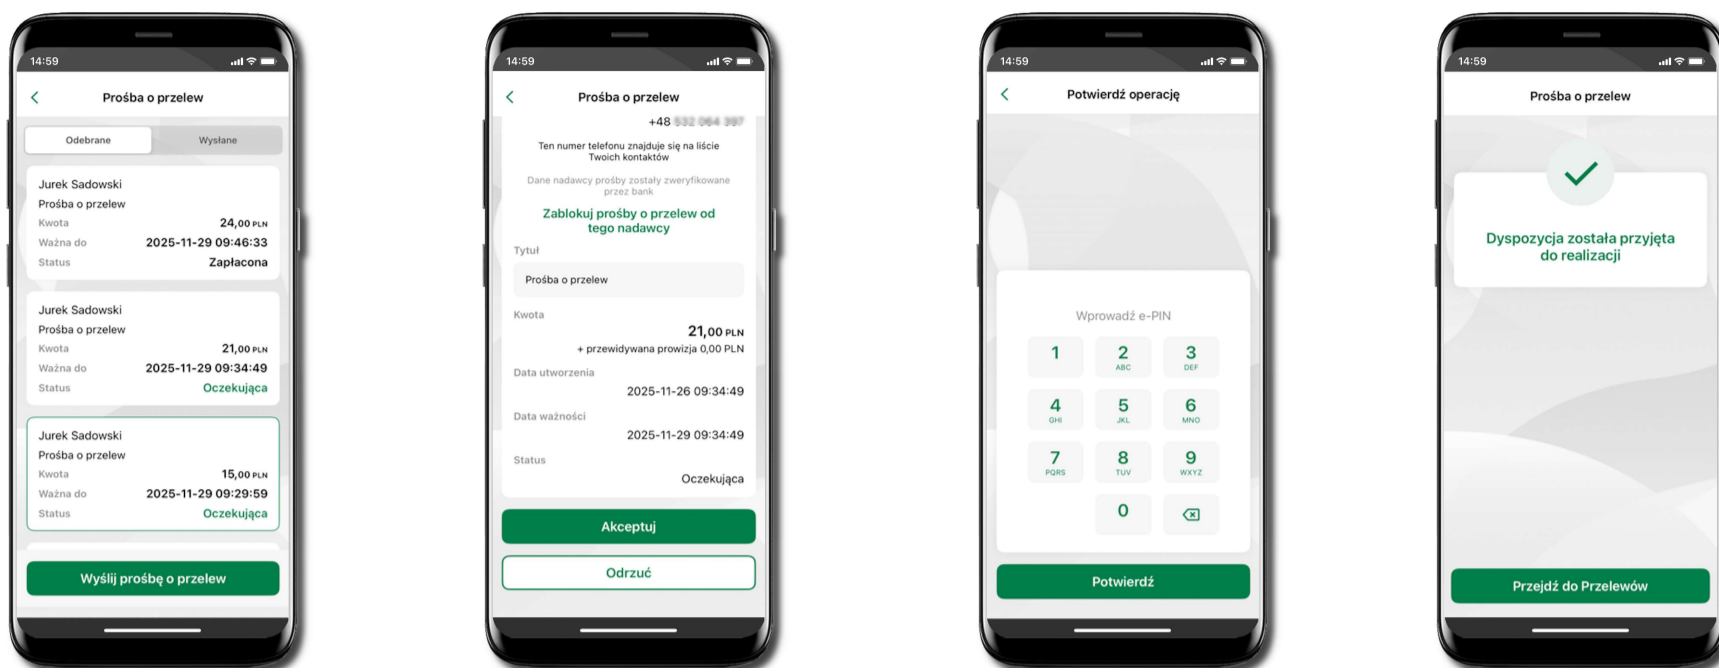 14:59
Prośba o przelew
Odebrane Wysłane
Jurek Sadowski
Prośba o przelew
Kwota 24,00 PLN
Ważna do 2025-11-29 09:46:33
Status Zapłacona
Jurek Sadowski
Prośba o przelew
Kwota 21,00 PLN
Ważna do 2025-11-29 09:34:49
Status Oczekująca
Jurek Sadowski
Prośba o przelew
Kwota 15,00 PLN
Ważna do 2025-11-29 09:29:59
Status Oczekująca
Wyślij prośbę o przelew
14:59
Prośba o przelew
+48
Ten numer telefonu znajduje się na liście
Twoich kontaktów
Dane nadawcy prośby zostały zweryfikowane
przez bank
Zablokuj prośby o przelew od
tego nadawcy
Tytuł
Prośba o przelew
Kwota
21,00 PLN
+ przewidywana prowizja 0,00 PLN
Data utworzenia
2025-11-26 09:34:49
Data ważności
2025-11-29 09:34:49
Status
Oczekująca
Akceptuj
Odrzuć
14:59
Potwierdź operację
Wprowadź e-PIN
1 2 3
ABC DEF
4 5 6
GHI JKL MNO
7 8 9
PQRS TUV WXYZ
0
Potwierdź
14:59
Prośba o przelew
Dyspozycja została przyjęta
do realizacji
Przejdź do Przelewów